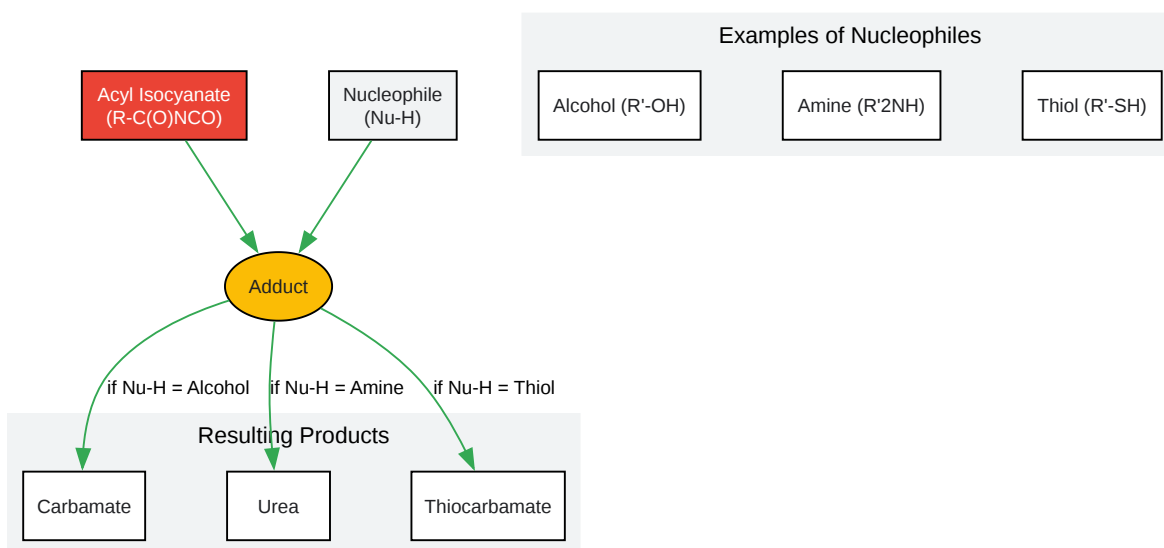 Examples of Nucleophiles
Acyl Isocyanate
(R-C(O)NCO)
Nucleophile
(Nu-H)
Alcohol (R'-OH)
Amine (R'2NH)
Thiol (R'-SH)
Adduct
if Nu-H = Alcohol
if Nu-H = Amine
if Nu-H = Thiol
Resulting Products
Carbamate
Urea
Thiocarbamate